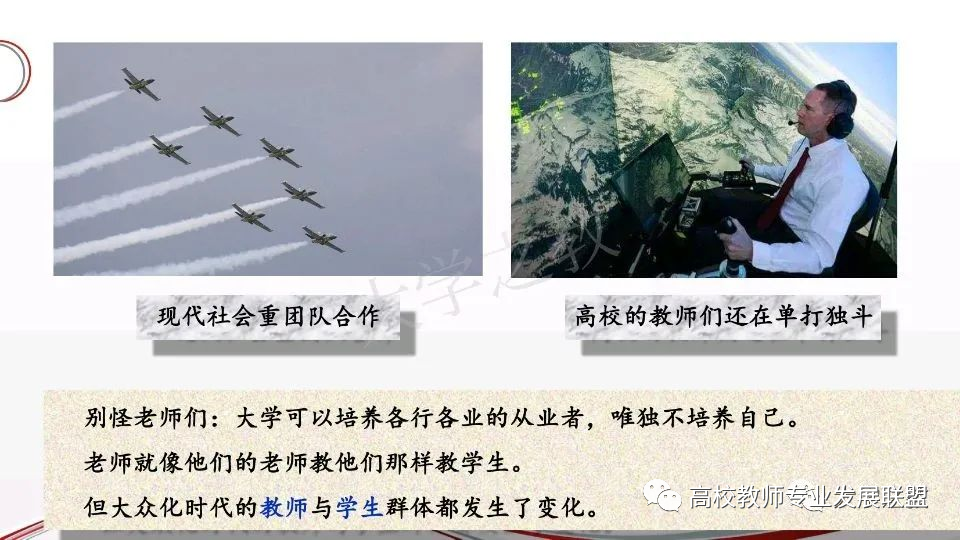 现代社会重团队合作
高校的教师们还在单打独斗
别怪老师们：大学可以培养各行各业的从业者，唯独不培养自己。
老师就像他们的老师教他们那样教学生。
但大众化时代的教师与学生群体都发生了变化。
大学之教
高校教师专业发展联盟